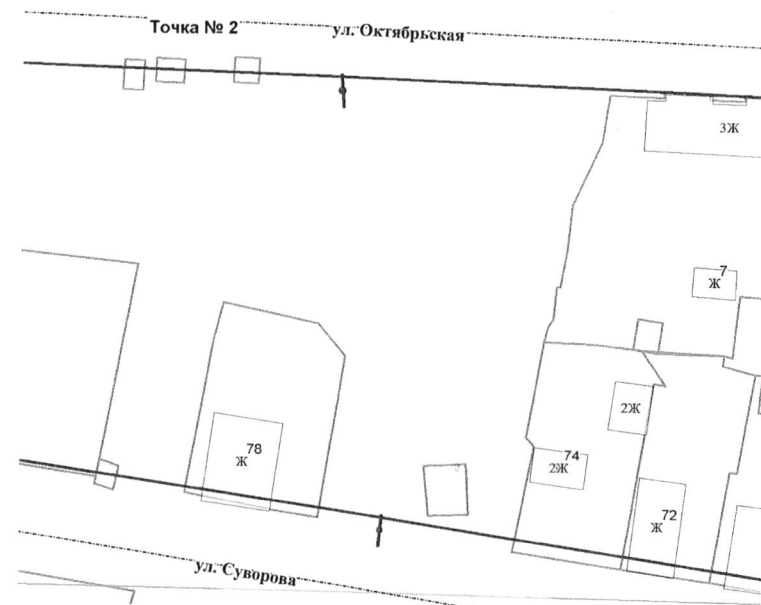 Точка № 2
ул. Октябрьская
3Ж
7
Ж
2Ж
78
Ж
74
2Ж
72
Ж
ул. Суворова